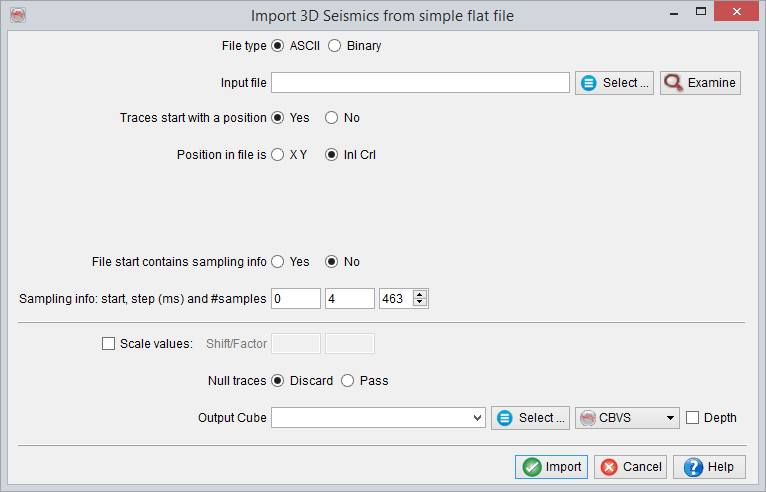 Import 3D Seismics from simple flat file
File type ASCII Binary
Input file Select ... Examine
Traces start with a position Yes No
Position in file is X Y Inl Crl
File start contains sampling info Yes No
Sampling info: start, step (ms) and #samples 0 4 463
Scale values: Shift/Factor
Null traces Discard Pass
Output Cube Select ... CBVS Depth
Import Cancel Help